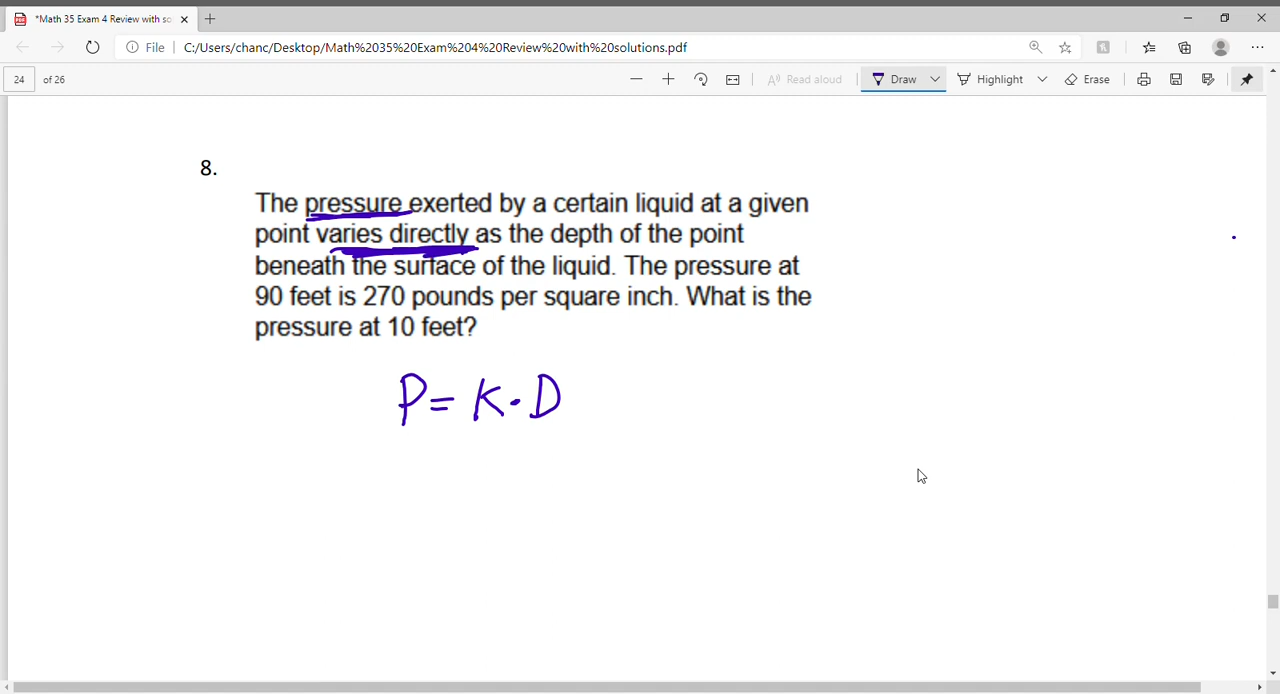 *Math 35 Exam 4 Review with so
File C:/Users/chanc/Desktop/Math%2035%20Exam%204%20Review%20with%20solutions.pdf
24 of 26 Read aloud Draw Highlight Erase
8.
The pressure exerted by a certain liquid at a given
point varies directly as the depth of the point
beneath the surface of the liquid. The pressure at
90 feet is 270 pounds per square inch. What is the
pressure at 10 feet?
P = K · D